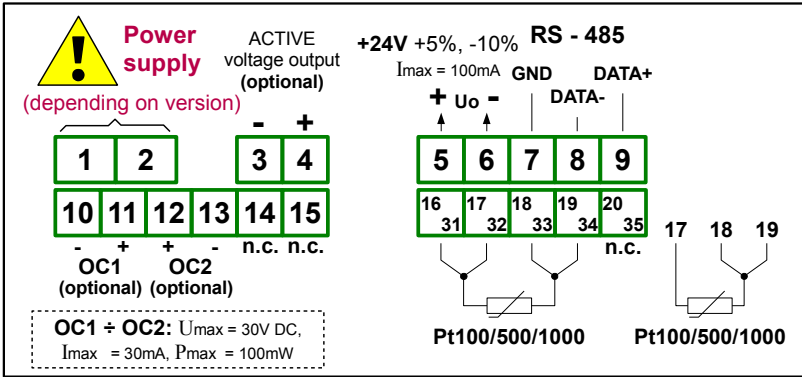 Power
supply
(depending on version)
ACTIVE
voltage output
(optional)
- +
+24V +5%, -10%
Imax = 100mA
+ Uo -
RS - 485
GND DATA+
DATA-
1 2 3 4 5 6 7 8 9
10 11 12 13 14 15
16 17 18 19 20
31 32 33 34 35
- + + - n.c. n.c.
n.c.
OC1 OC2
(optional) (optional)
17 18 19
Pt100/500/1000 Pt100/500/1000
OC1 ÷ OC2: Umax = 30V DC,
Imax = 30mA, Pmax = 100mW